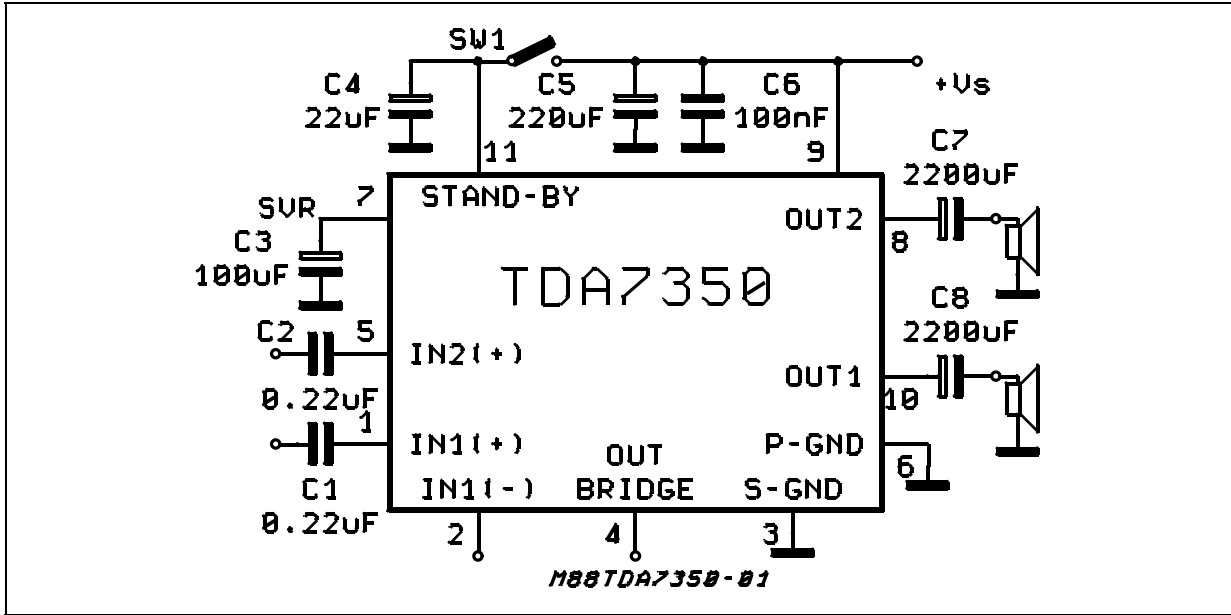 SW1
C4
22uF
C5
220uF
C6
100nF
+Vs
11
9
C7
2200uF
7
STAND-BY
SVR
OUT2
8
C3
100uF
TDA7350
C8
2200uF
C2
5
IN2(+)
0.22uF
OUT1
10
1
IN1(+)
OUT
P-GND
6
C1
0.22uF
IN1(-)
BRIDGE
S-GND
2
4
3
M88TDA7350-01